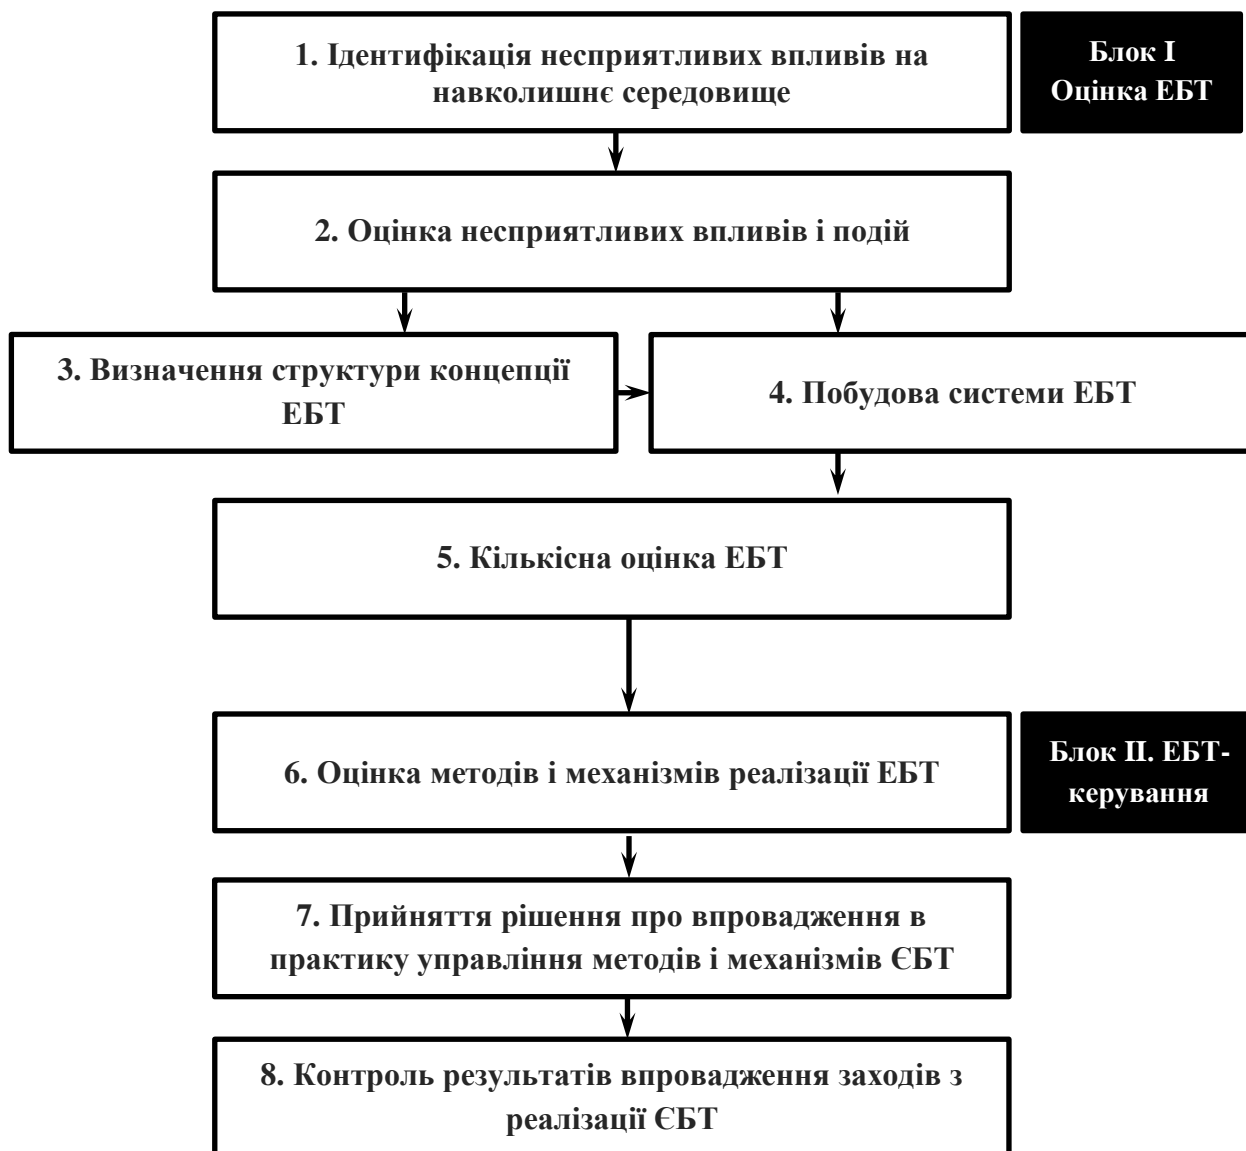 1. Ідентифікація несприятливих впливів на
навколишнє середовище
Блок І
Оцінка ЕБТ
2. Оцінка несприятливих впливів і подій
3. Визначення структури концепції
ЕБТ
4. Побудова системи ЕБТ
5. Кількісна оцінка ЕБТ
6. Оцінка методів і механізмів реалізації ЕБТ
Блок ІІ. ЕБТ-
керування
7. Прийняття рішення про впровадження в
практику управління методів і механізмів ЄБТ
8. Контроль результатів впровадження заходів з
реалізації ЄБТ